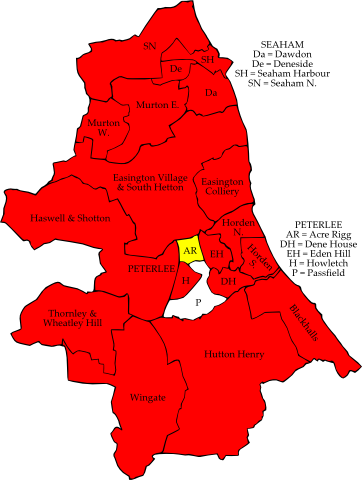 SN
SEAHAM
Da = Dawdon
De = Deneside
SH = Seaham Harbour
SN = Seaham N.
SH
De
Da
Murton E.
Murton
W.
Easington Village
& South Hetton
Easington
Colliery
Haswell & Shotton
Horden
N.
PETERLEE
AR = Acre Rigg
DH = Dene House
EH = Eden Hill
H = Howletch
P = Passfield
AR
EH
Horden
S.
PETERLEE
H
DH
P
Thornley &
Wheatley Hill
Blackhalls
Hutton Henry
Wingate